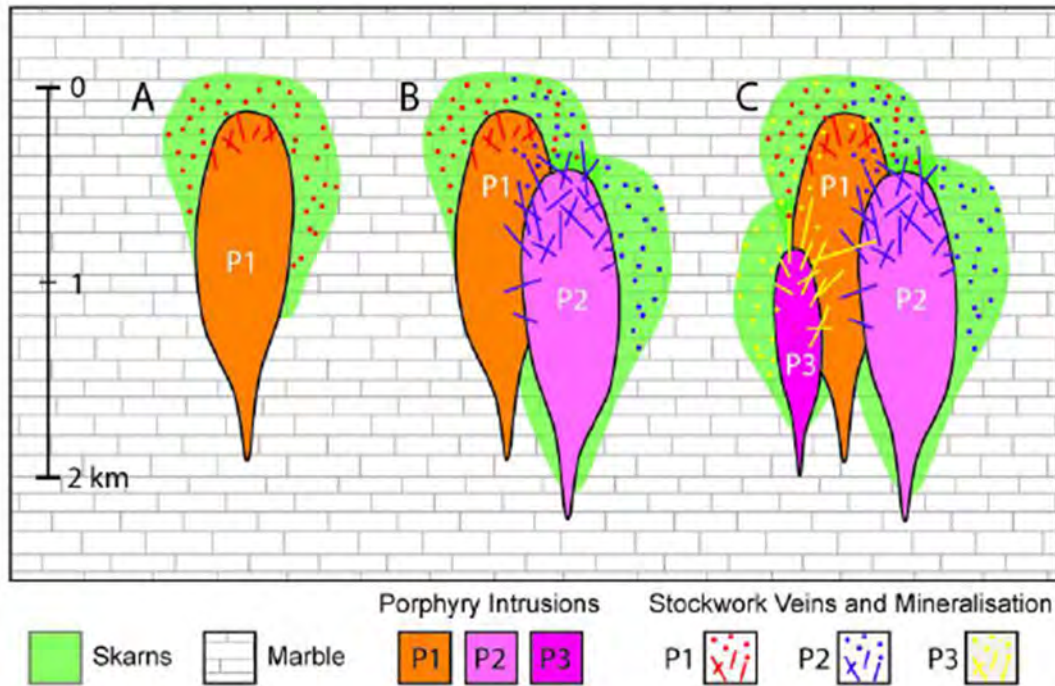 0
A
B
C
P1
P1
P1
1
P1
P2
P2
P3
2 km
Porphyry Intrusions
Stockwork Veins and Mineralisation
Skarns
Marble
P1
P2
P3
P1
P2
P3